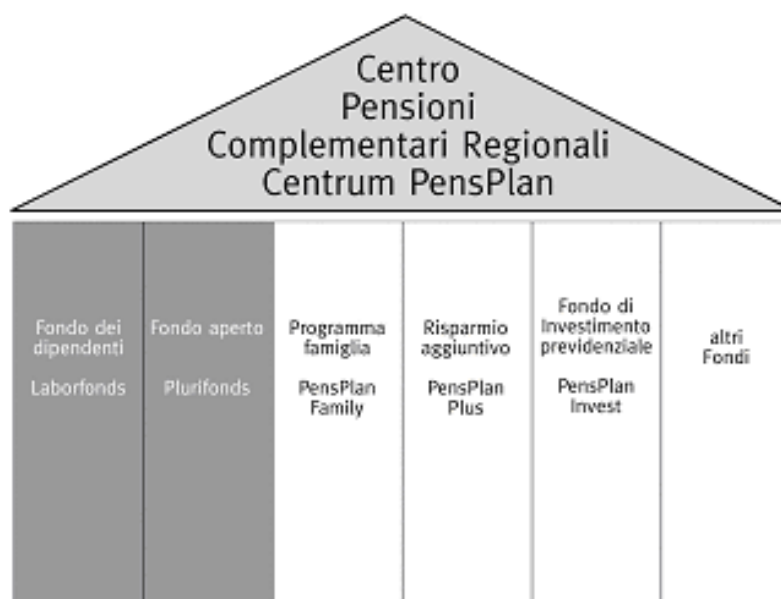 Centro
Pensioni
Complementari Regionali
Centrum PensPlan
Fondo dei
dipendenti
Laborfonds
Fondo aperto
Plurifonds
Programma
famiglia
PensPlan
Family
Risparmio
aggiuntivo
PensPlan
Plus
Fondo di
Investimento
previdenziale
PensPlan
Invest
altri
Fondi